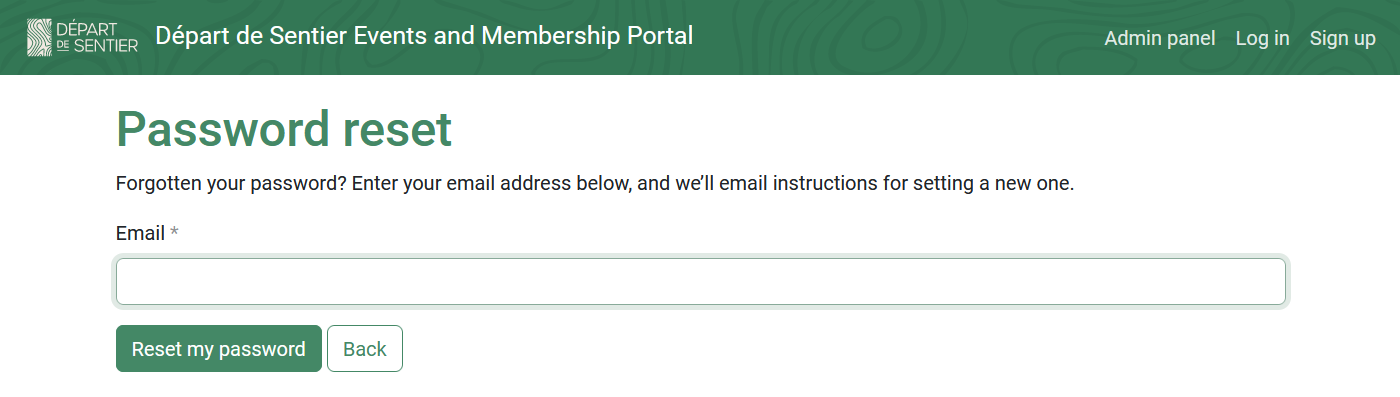 DÉPART
DE SENTIER
Départ de Sentier Events and Membership Portal
Admin panel
Log in
Sign up
Password reset
Forgotten your password? Enter your email address below, and we’ll email instructions for setting a new one.
Email *
Reset my password
Back